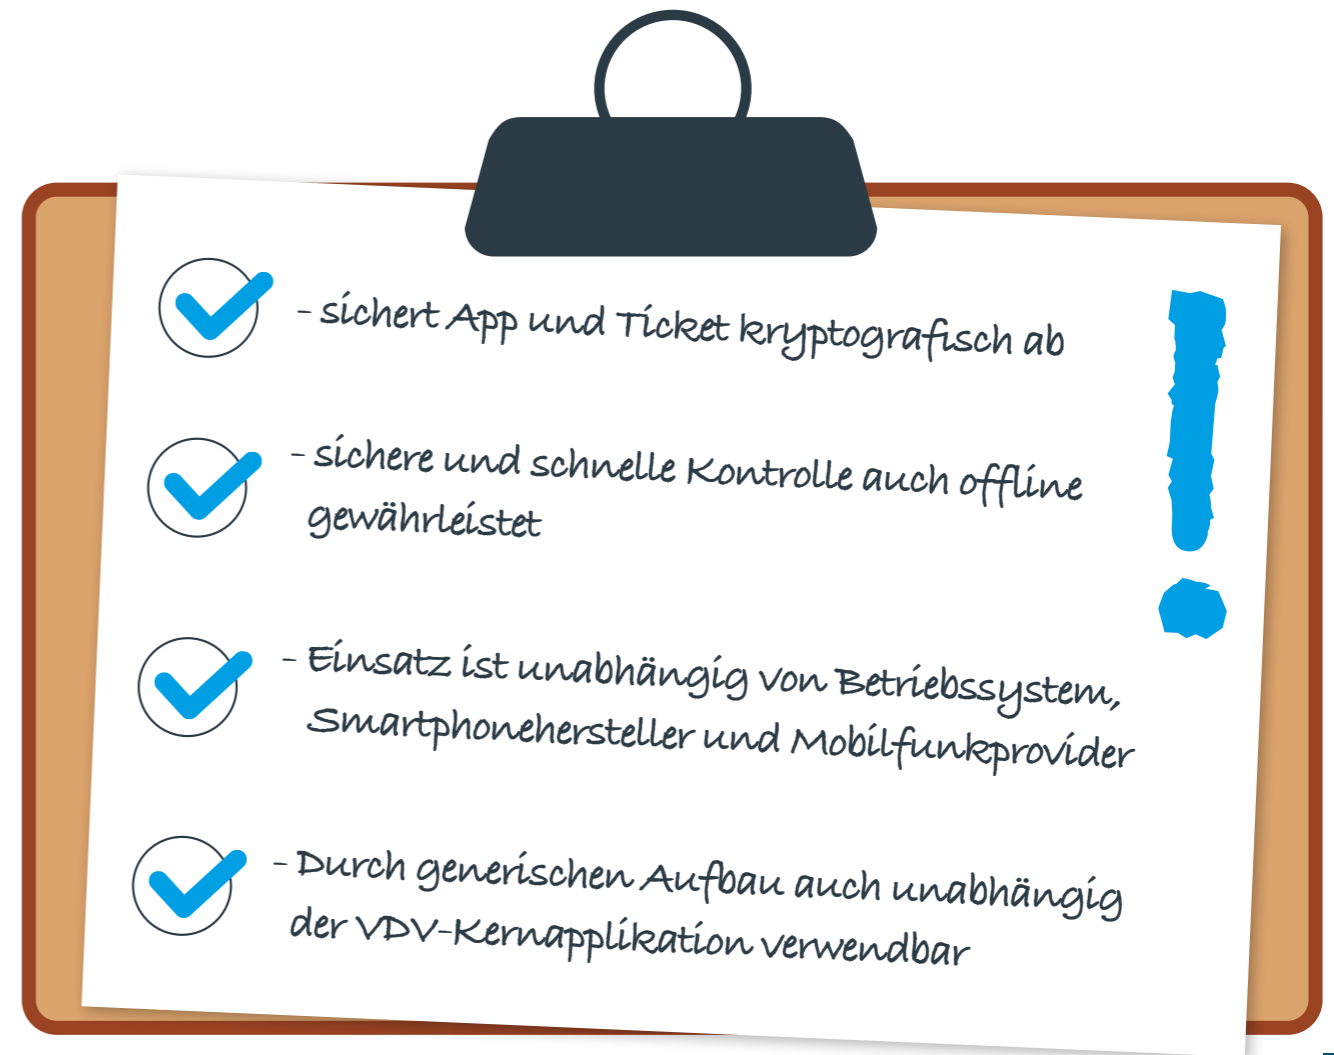 - sichert App und Ticket kryptografisch ab
- sichere und schnelle Kontrolle auch offline
gewährleistet
- Einsatz ist unabhängig von Betriebssystem,
Smartphonehersteller und Mobilfunkprovider
- Durch generischen Aufbau auch unabhängig
der VDV-Kernapplikation verwendbar